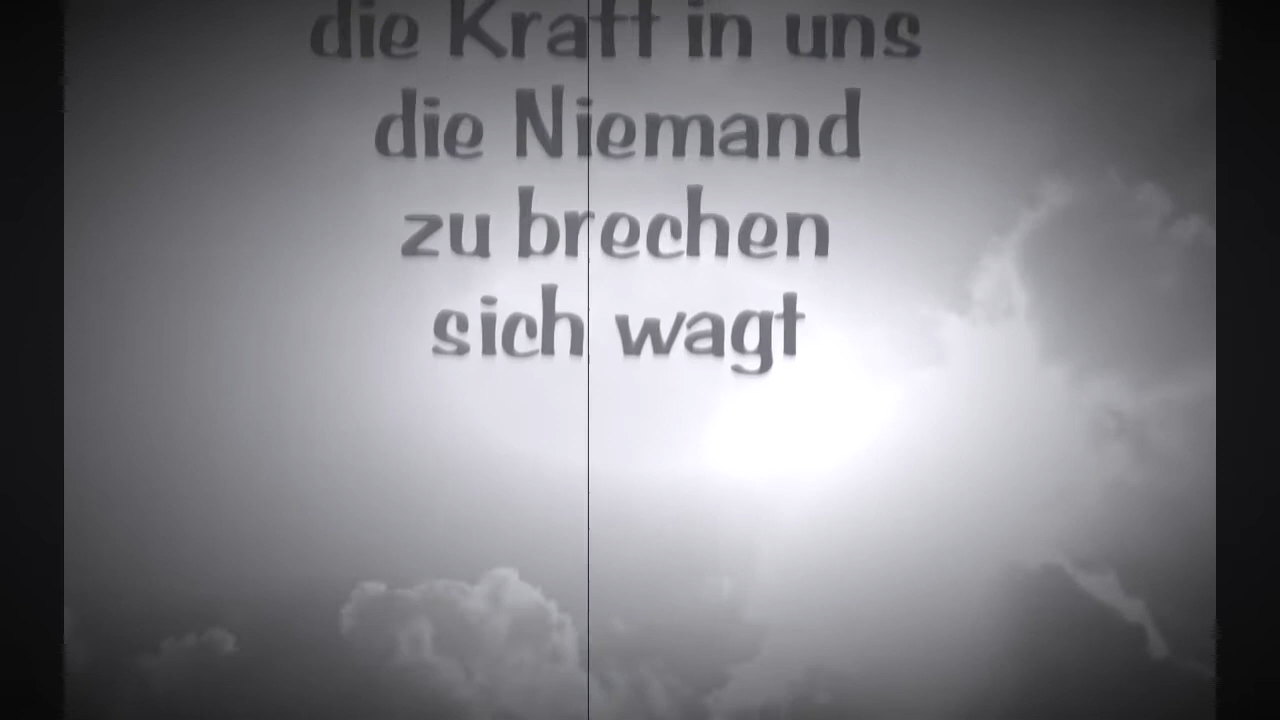 die Kraft in uns
die Niemand
zu brechen
sich wagt